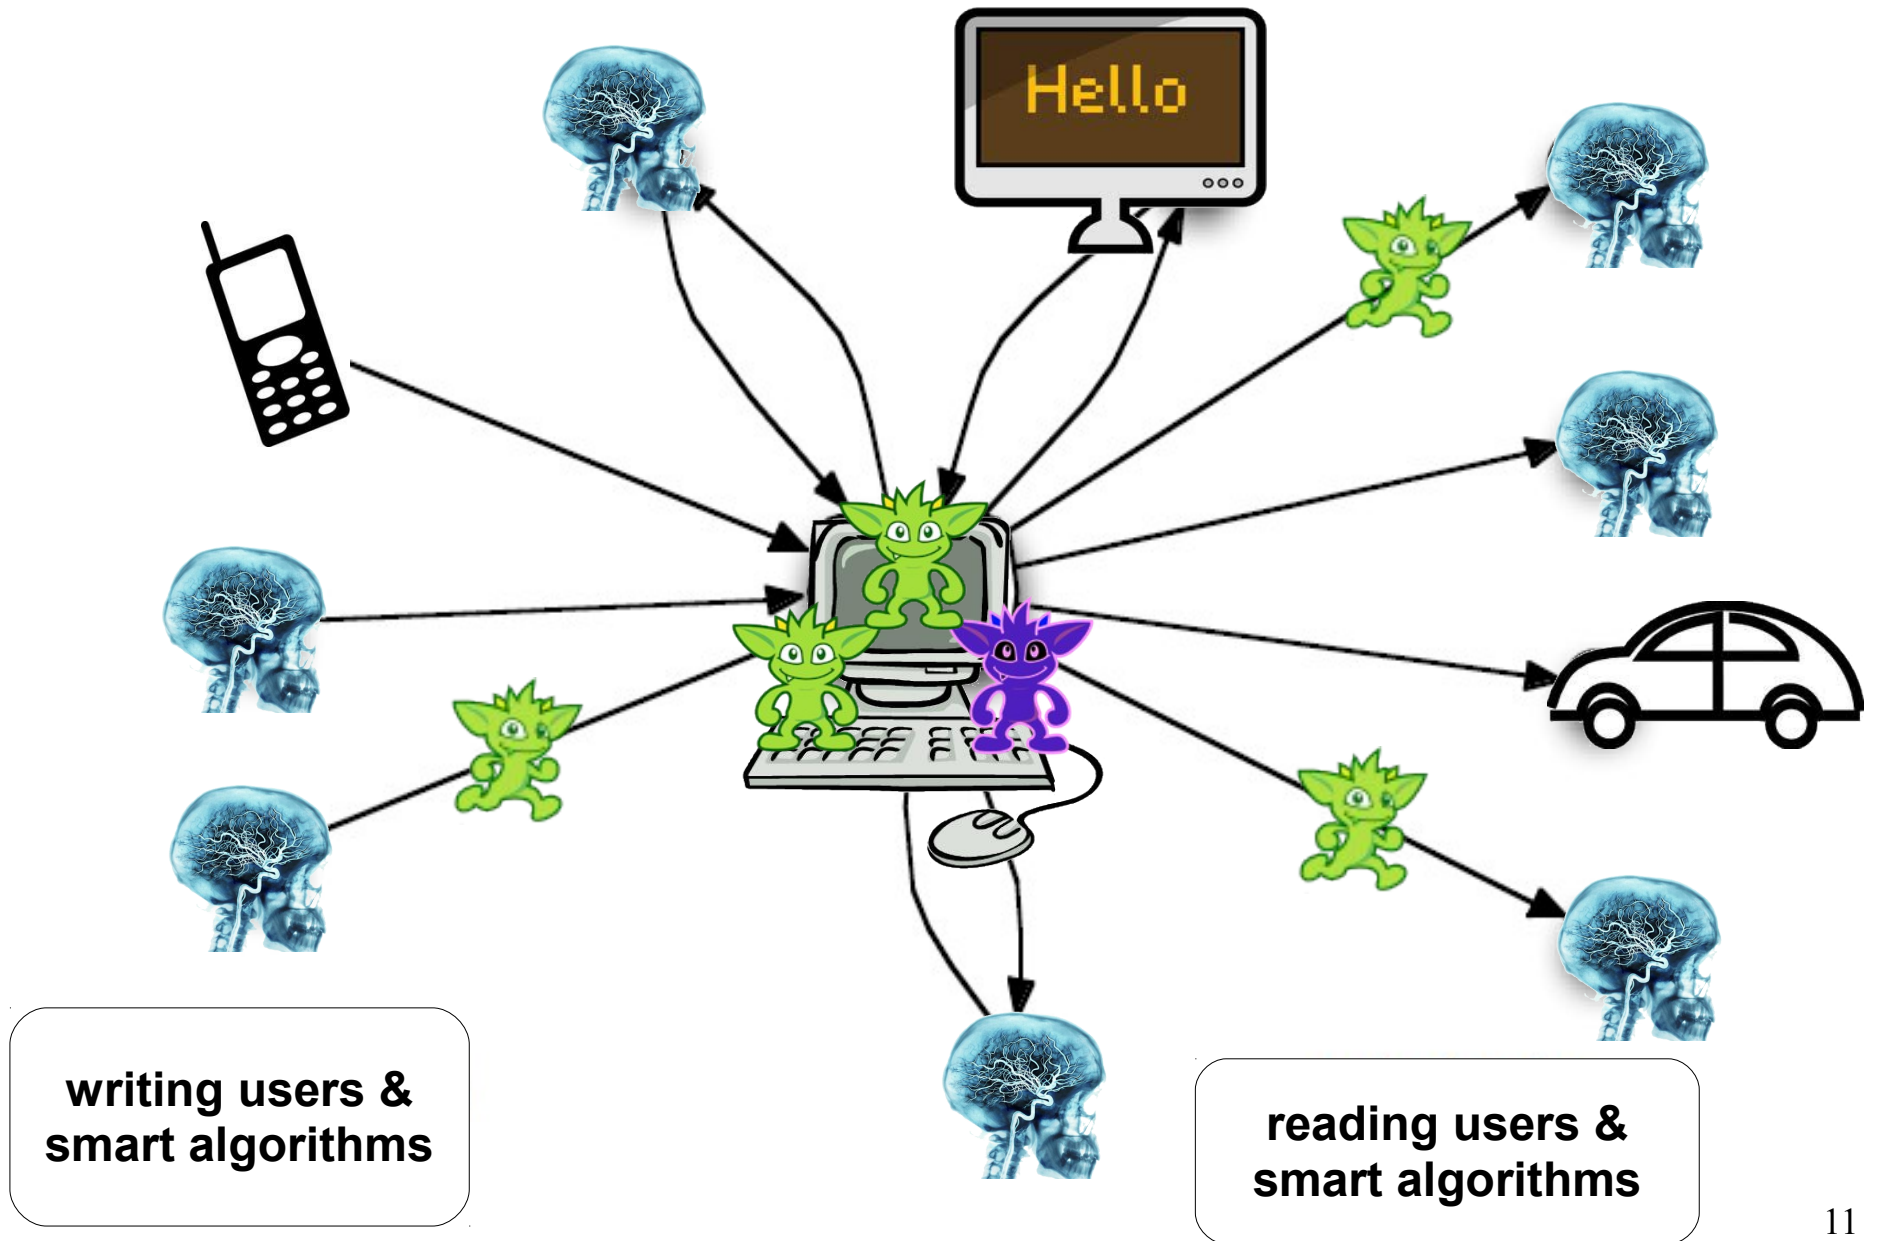 Hello
writing users &
smart algorithms
reading users &
smart algorithms
11